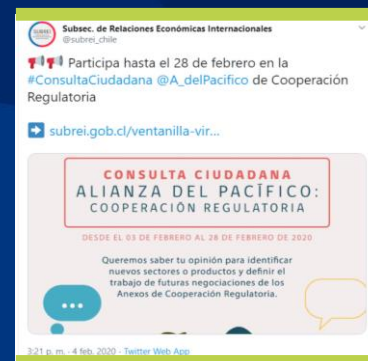 SUBREI
Subsec. de Relaciones Económicas Internacionales
@subrei_chile
Participa hasta el 28 de febrero en la
#ConsultaCiudadana @A_delPacifico de Cooperación
Regulatoria
subrei.gob.cl/ventanilla-vir...
CONSULTA CIUDADANA
ALIANZA DEL PACÍFICO:
COOPERACIÓN REGULATORIA
DESDE EL 03 DE FEBRERO AL 28 DE FEBRERO DE 2020
Queremos saber tu opinión para identificar
nuevos sectores o productos y definir el
trabajo de futuras negociaciones de los
Anexos de Cooperación Regulatoria.
3:21 p. m. · 4 feb. 2020 · Twitter Web App